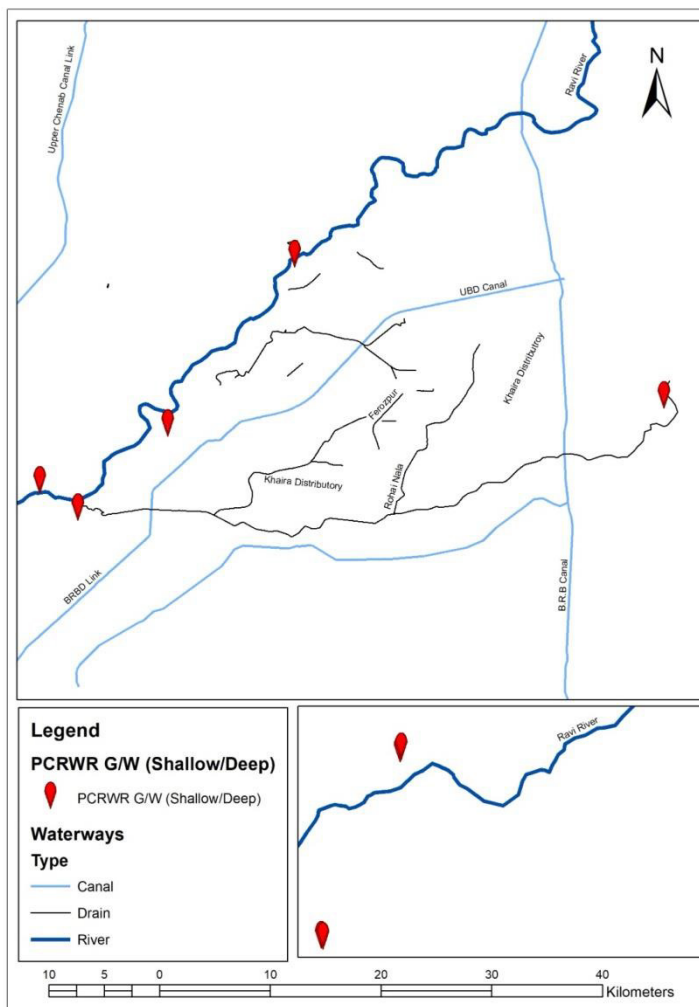 Upper Chenab Canal Link
Ravi River
N
UBD Canal
Khaira Distributroy
Ferozpur
Khaira Distributory
Rohai Nala
BRBD Link
B.R.B Canal
Legend
PCRWR G/W (Shallow/Deep)
PCRWR G/W (Shallow/Deep)
Waterways
Type
Canal
Drain
River
Ravi River
10 5 0 10 20 30 40
Kilometers